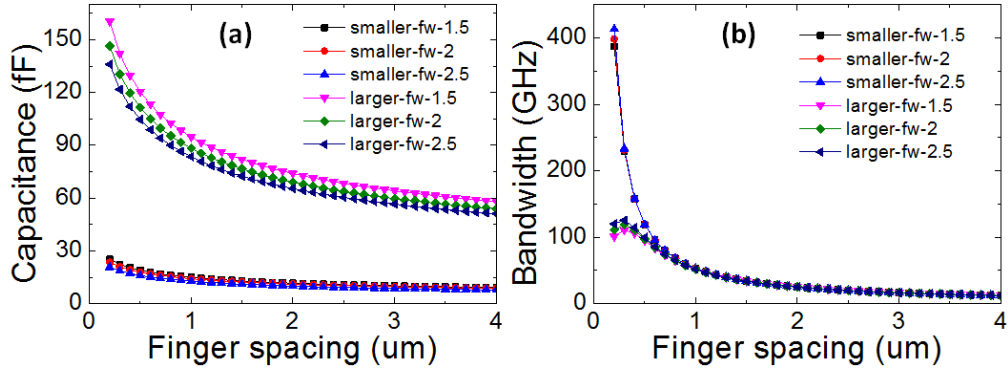 (a)
smaller-fw-1.5
smaller-fw-2
smaller-fw-2.5
larger-fw-1.5
larger-fw-2
larger-fw-2.5
Capacitance (fF)
150
120
90
60
30
0
0 1 2 3 4
Finger spacing (um)
(b)
smaller-fw-1.5
smaller-fw-2
smaller-fw-2.5
larger-fw-1.5
larger-fw-2
larger-fw-2.5
Bandwidth (GHz)
400
300
200
100
0
0 1 2 3 4
Finger spacing (um)